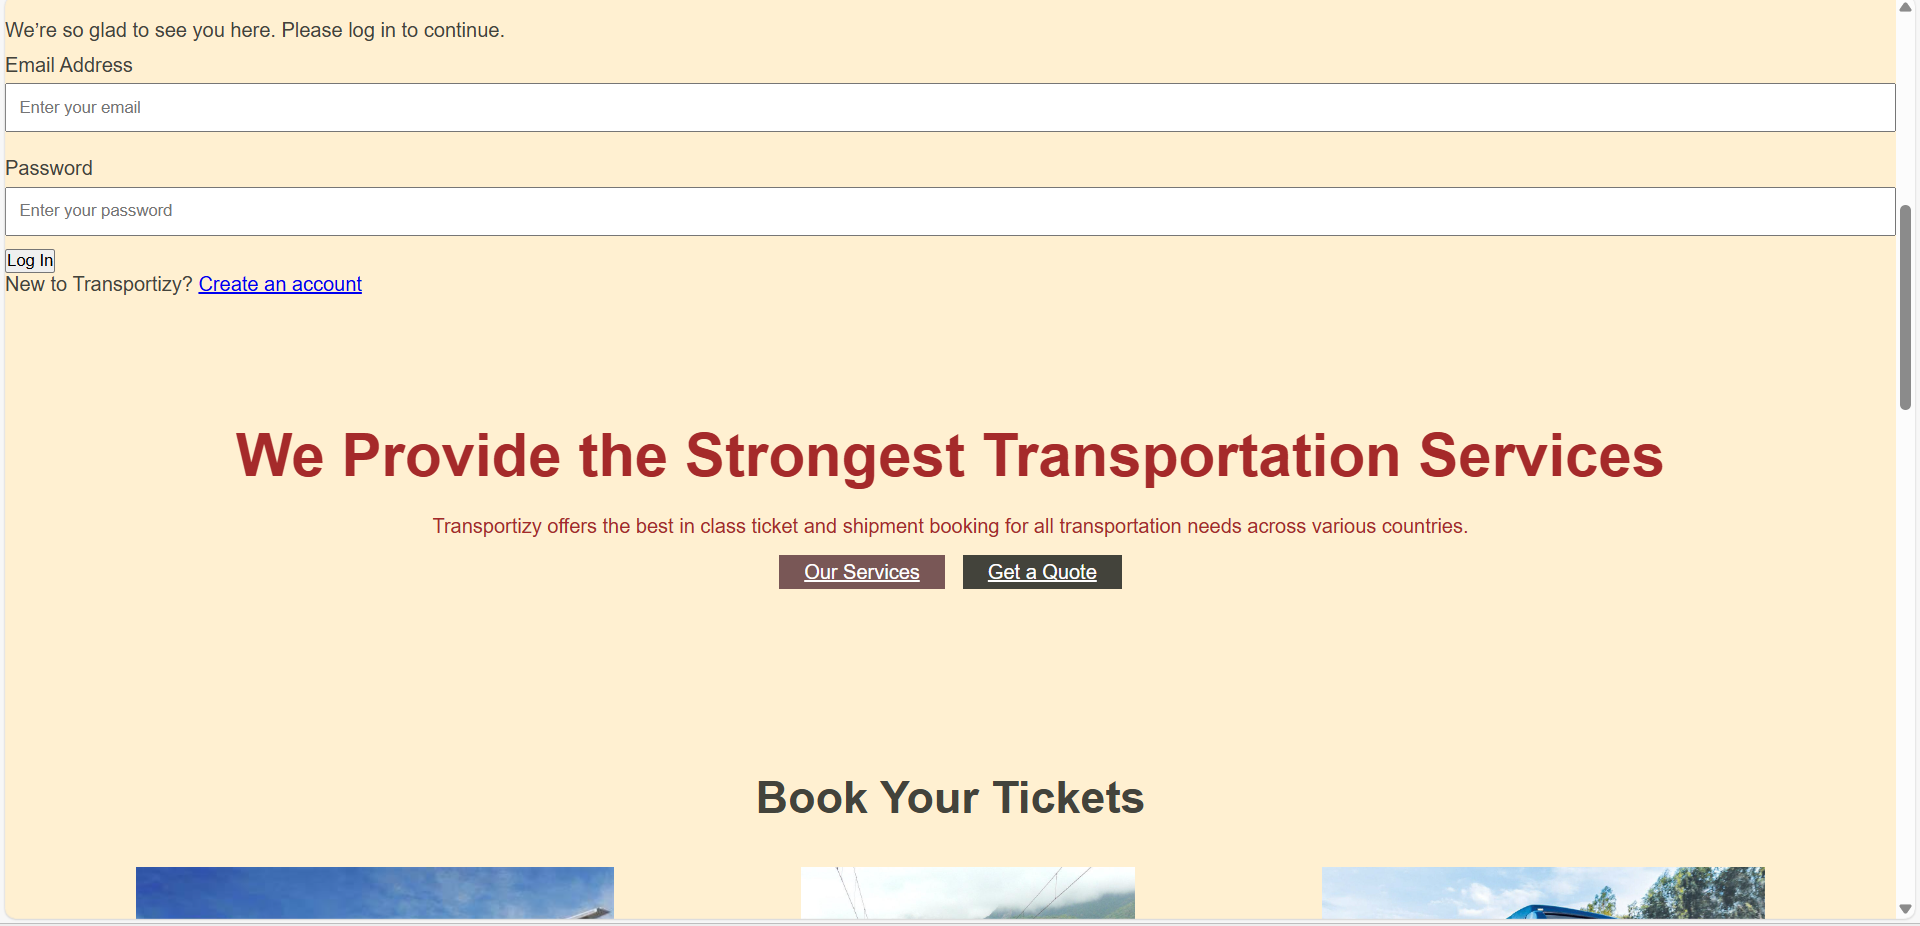 We’re so glad to see you here. Please log in to continue.
Email Address
Enter your email
Password
Enter your password
Log In
New to Transportizy? Create an account
We Provide the Strongest Transportation Services
Transportizy offers the best in class ticket and shipment booking for all transportation needs across various countries.
Our Services Get a Quote
Book Your Tickets